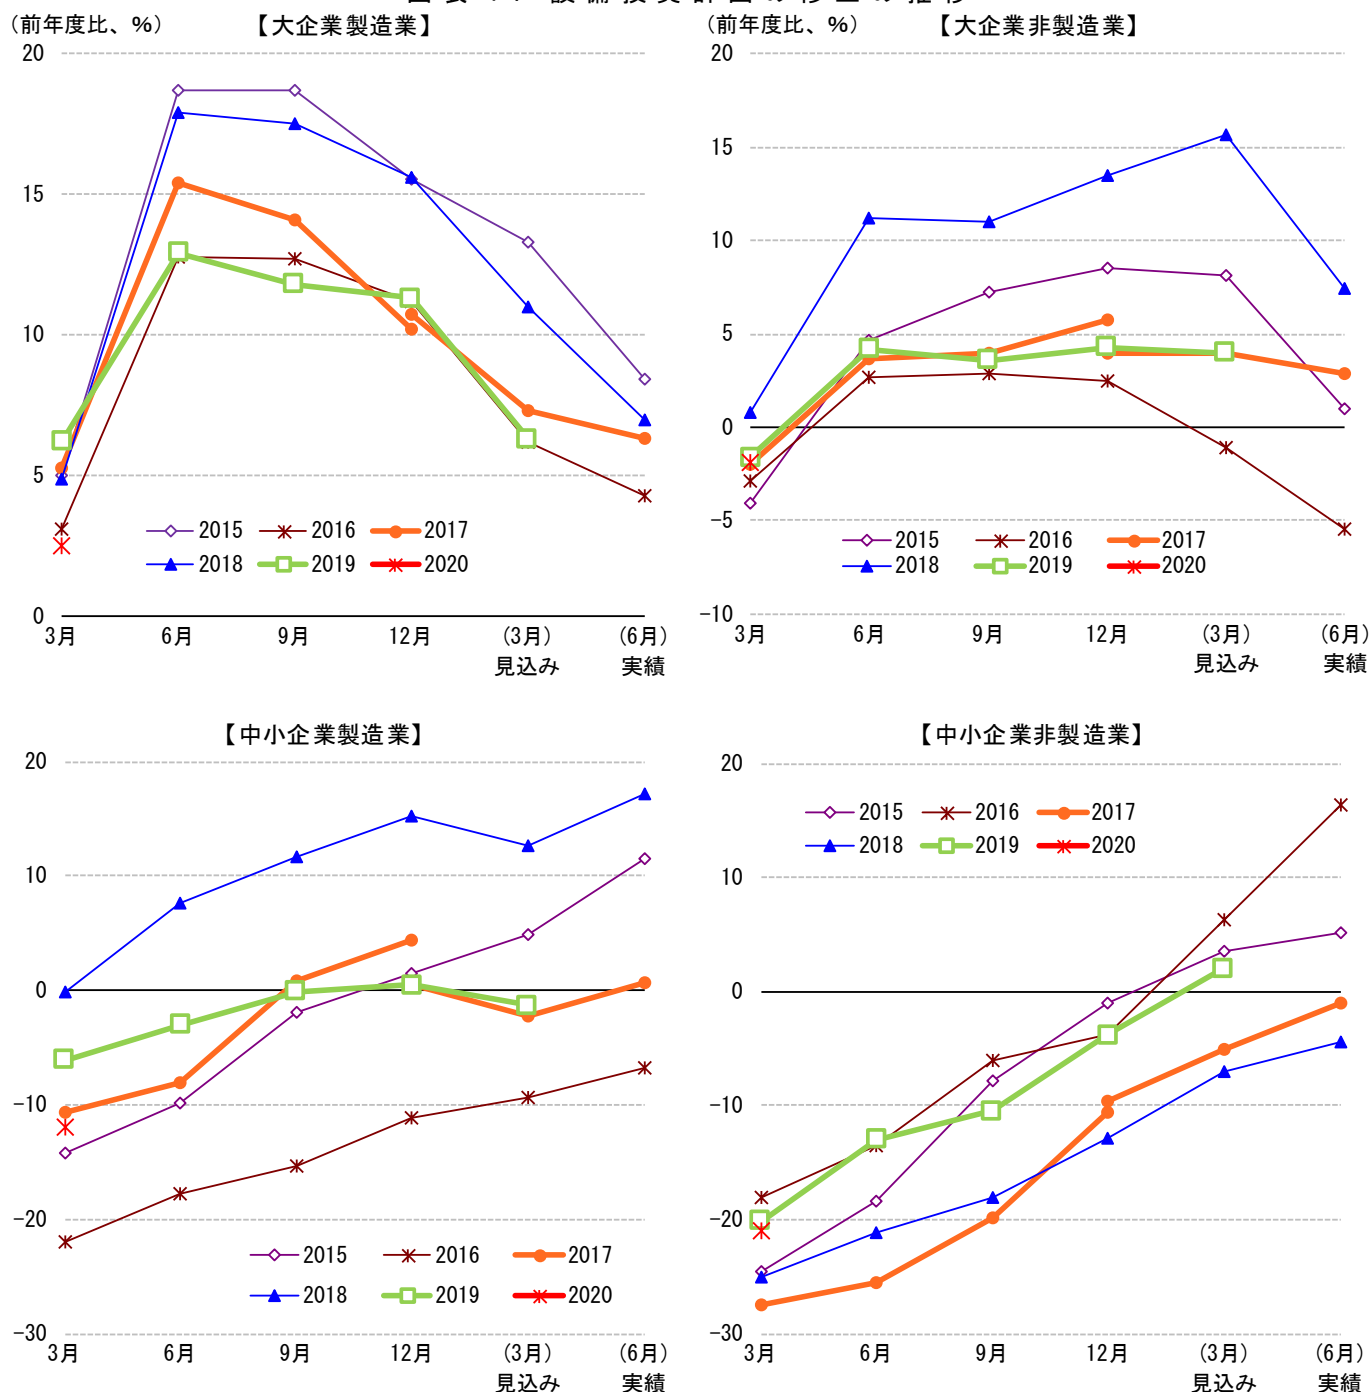 (前年度比、%)
【大企業製造業】
20
15
10
5
0
2015
2016
2017
2018
2019
2020
3月
6月
9月
12月
(3月)
見込み
(6月)
実績
(前年度比、%)
【大企業非製造業】
20
15
10
5
0
-5
-10
2015
2016
2017
2018
2019
2020
3月
6月
9月
12月
(3月)
見込み
(6月)
実績
【中小企業製造業】
20
10
0
-10
-20
-30
2015
2016
2017
2018
2019
2020
3月
6月
9月
12月
(3月)
見込み
(6月)
実績
【中小企業非製造業】
20
10
0
-10
-20
-30
2015
2016
2017
2018
2019
2020
3月
6月
9月
12月
(3月)
見込み
(6月)
実績